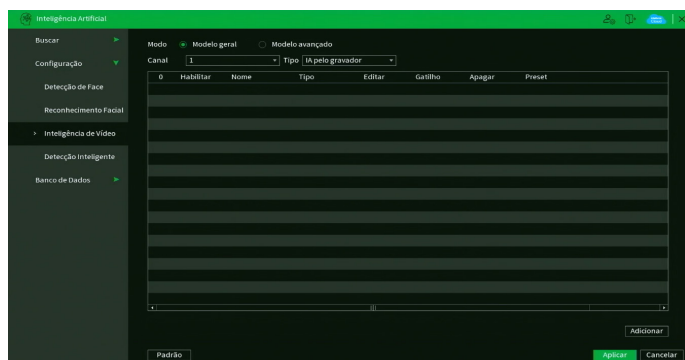 Inteligência Artificial
Buscar
Configuração
Detecção de Face
Reconhecimento Facial
Inteligência de Vídeo
Detecção Inteligente
Banco de Dados
Modo Modelo geral Modelo avançado
Canal 1 Tipo IA pelo gravador
0 Habilitar Nome Tipo Editar Gatilho Apagar Preset
Adicionar
Padrão Aplicar Cancelar